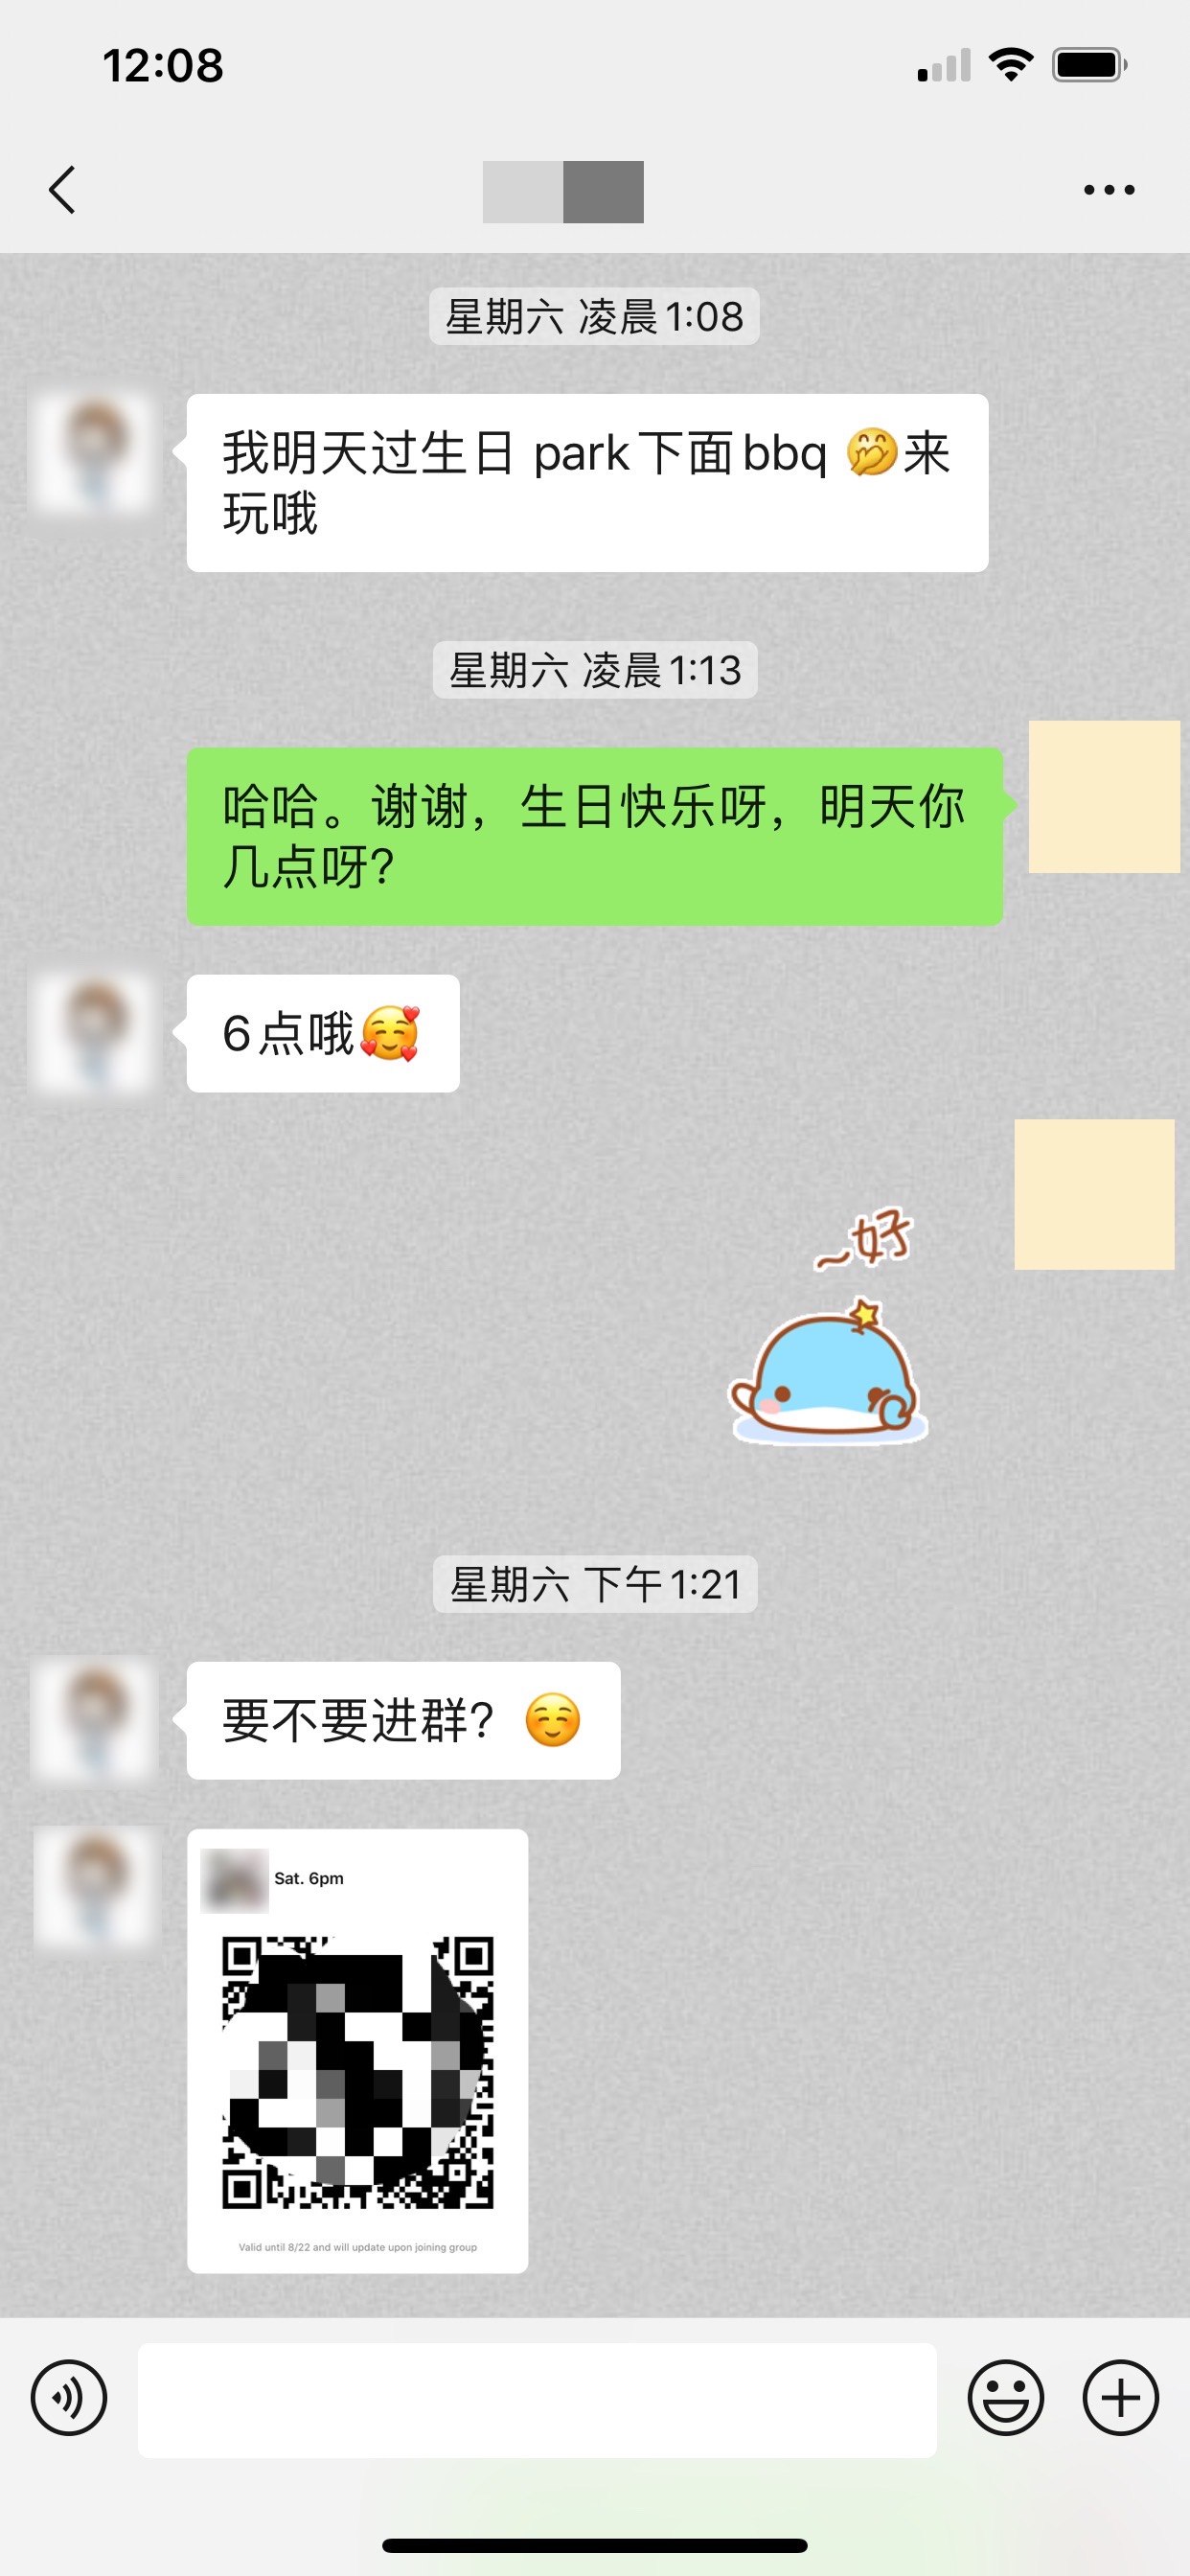 12:08
星期六 凌晨1:08
我明天过生日 park下面bbq 🤭来
玩哦
星期六 凌晨1:13
哈哈。谢谢，生日快乐呀，明天你
几点呀？
6点哦🥰
~好
星期六 下午1:21
要不要进群？ ☺️
Sat. 6pm
Valid until 8/22 and will update upon joining group